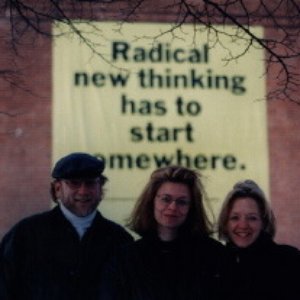 Radical
new thinking
has to
start
omewhere.